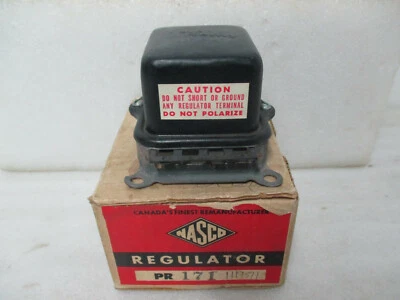 CAUTION
DO NOT SHORT OR GROUND
ANY REGULATOR TERMINAL
DO NOT POLARIZE
CANADA'S FINEST REMANUFACTURED
NASCO
REGULATOR
PR 171